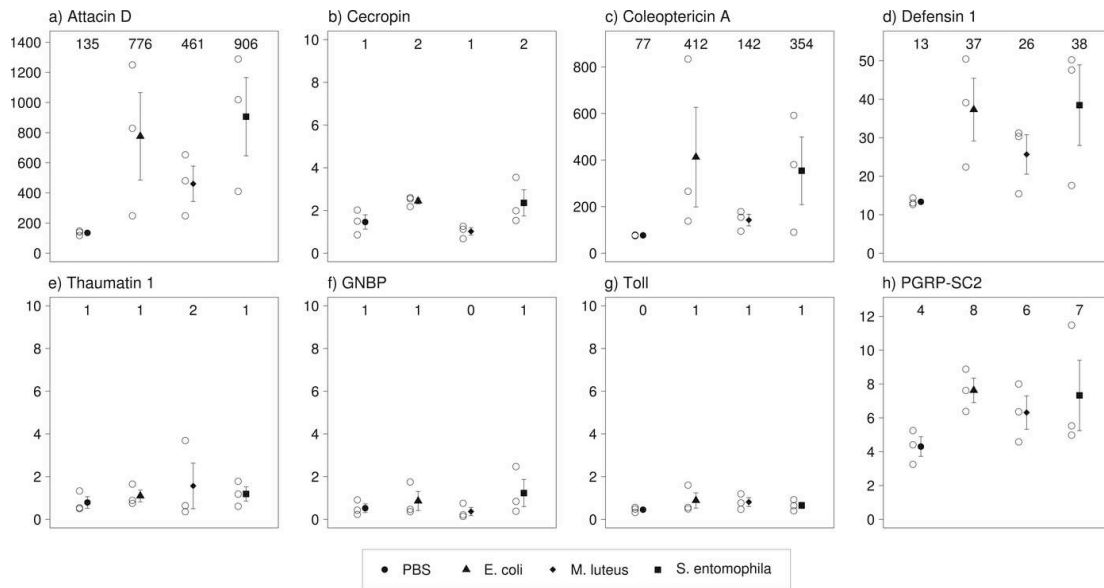 a) Attacin D
135 776 461 906
1400
1200
1000
800
600
400
200
0
b) Cecropin
1 2 1 2
10
8
6
4
2
0
c) Coleoptericin A
77 412 142 354
800
600
400
200
0
d) Defensin 1
13 37 26 38
50
40
30
20
10
0
e) Thaumatin 1
1 1 2 1
10
8
6
4
2
0
f) GNBP
1 1 0 1
10
8
6
4
2
0
g) Toll
0 1 1 1
10
8
6
4
2
0
h) PGRP-SC2
4 8 6 7
12
10
8
6
4
2
0
PBS E. coli M. luteus S. entomophila